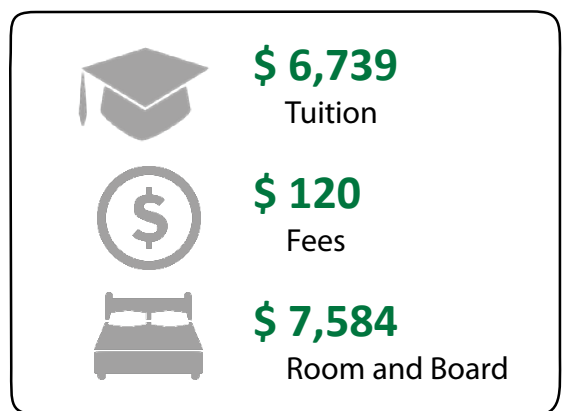 $ 6,739
Tuition
$
$ 120
Fees
$ 7,584
Room and Board